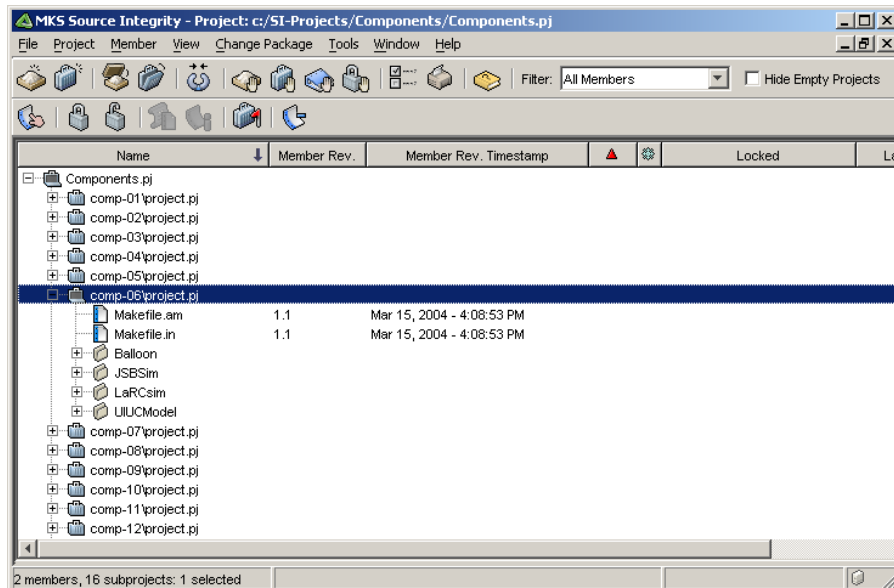 MKS Source Integrity - Project: c:/SI-Projects/Components/Components.pj
File Project Member View Change Package Tools Window Help
Filter: All Members Hide Empty Projects
Name Member Rev. Member Rev. Timestamp Locked La
Components.pj
comp-01\project.pj
comp-02\project.pj
comp-03\project.pj
comp-04\project.pj
comp-05\project.pj
comp-06\project.pj
Makefile.am 1.1 Mar 15, 2004 - 4:08:53 PM
Makefile.in 1.1 Mar 15, 2004 - 4:08:53 PM
Balloon
JSBSim
LaRCsim
UIUCModel
comp-07\project.pj
comp-08\project.pj
comp-09\project.pj
comp-10\project.pj
comp-11\project.pj
comp-12\project.pj
2 members, 16 subprojects: 1 selected